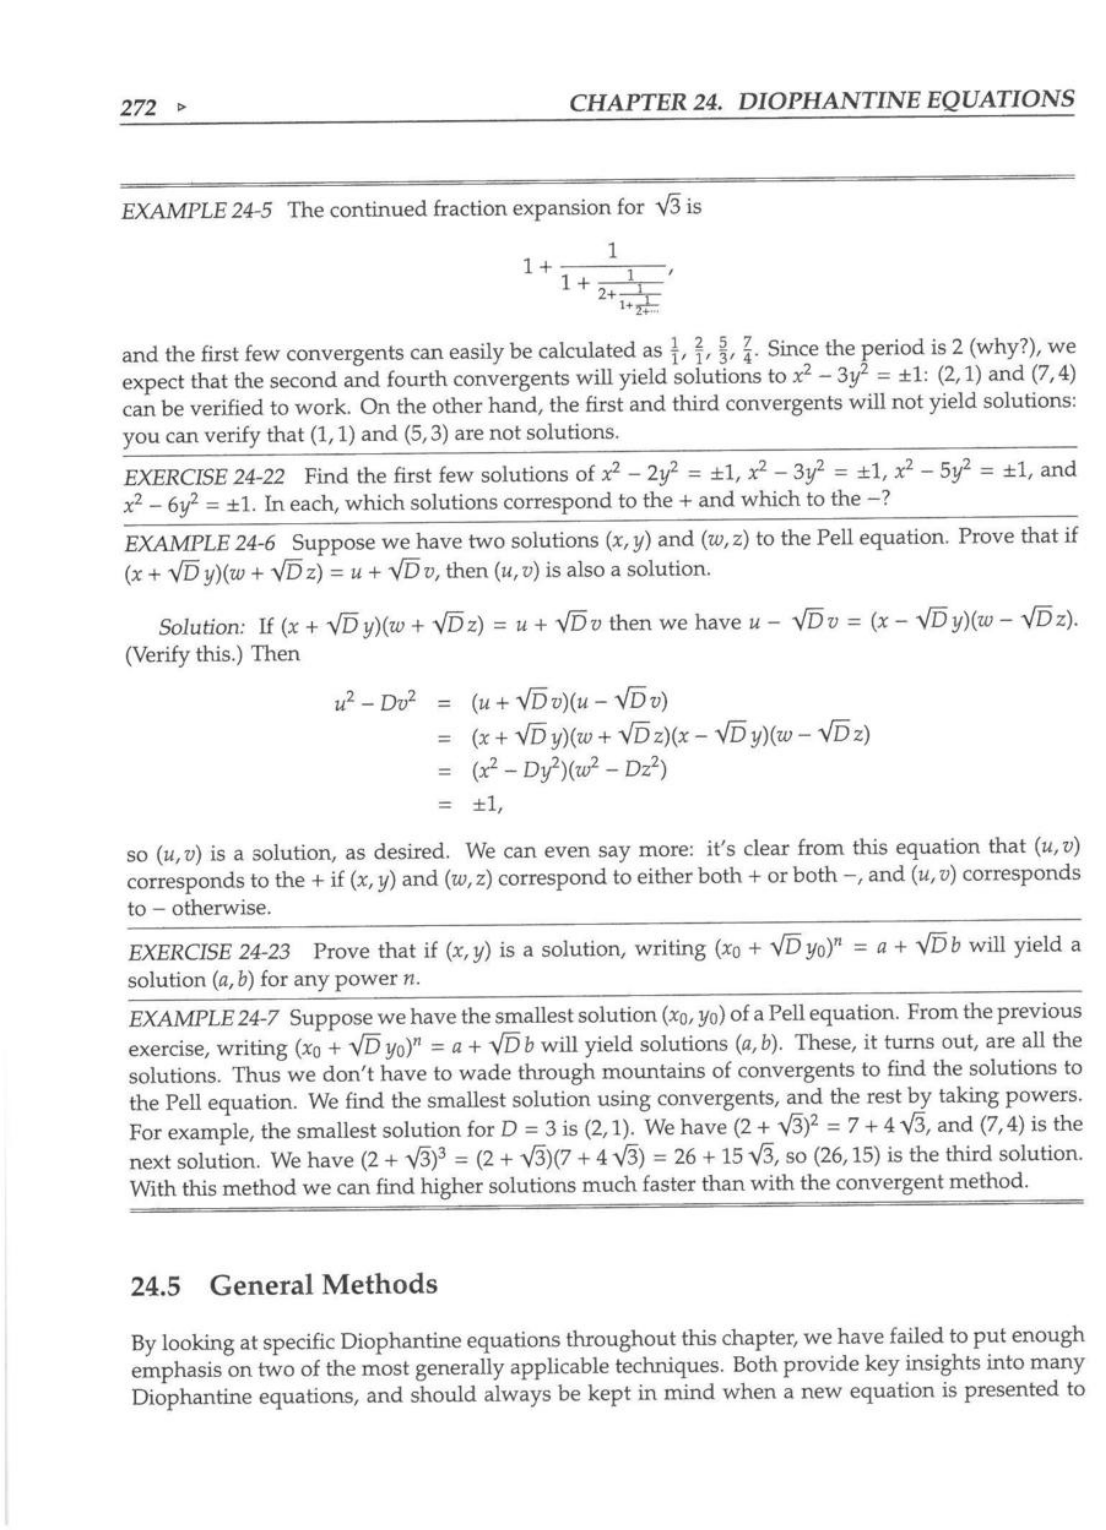 272 ▹ CHAPTER 24. DIOPHANTINE EQUATIONS
EXAMPLE 24-5 The continued fraction expansion for √3 is
1 + 1/(1 + 1/(2+ 1/(1+ 1/(2+···)))),
and the first few convergents can easily be calculated as 1/1, 2/1, 5/3, 7/4. Since the period is 2 (why?), we
expect that the second and fourth convergents will yield solutions to x² − 3y² = ±1: (2, 1) and (7, 4)
can be verified to work. On the other hand, the first and third convergents will not yield solutions:
you can verify that (1, 1) and (5, 3) are not solutions.
EXERCISE 24-22 Find the first few solutions of x² − 2y² = ±1, x² − 3y² = ±1, x² − 5y² = ±1, and
x² − 6y² = ±1. In each, which solutions correspond to the + and which to the −?
EXAMPLE 24-6 Suppose we have two solutions (x, y) and (w, z) to the Pell equation. Prove that if
(x + √D y)(w + √D z) = u + √D v, then (u, v) is also a solution.
Solution: If (x + √D y)(w + √D z) = u + √D v then we have u − √D v = (x − √D y)(w − √D z).
(Verify this.) Then
u² − Dv² = (u + √D v)(u − √D v)
= (x + √D y)(w + √D z)(x − √D y)(w − √D z)
= (x² − Dy²)(w² − Dz²)
= ±1,
so (u, v) is a solution, as desired. We can even say more: it's clear from this equation that (u, v)
corresponds to the + if (x, y) and (w, z) correspond to either both + or both −, and (u, v) corresponds
to − otherwise.
EXERCISE 24-23 Prove that if (x, y) is a solution, writing (x₀ + √D y₀)ⁿ = a + √D b will yield a
solution (a, b) for any power n.
EXAMPLE 24-7 Suppose we have the smallest solution (x₀, y₀) of a Pell equation. From the previous
exercise, writing (x₀ + √D y₀)ⁿ = a + √D b will yield solutions (a, b). These, it turns out, are all the
solutions. Thus we don't have to wade through mountains of convergents to find the solutions to
the Pell equation. We find the smallest solution using convergents, and the rest by taking powers.
For example, the smallest solution for D = 3 is (2, 1). We have (2 + √3)² = 7 + 4 √3, and (7, 4) is the
next solution. We have (2 + √3)³ = (2 + √3)(7 + 4 √3) = 26 + 15 √3, so (26, 15) is the third solution.
With this method we can find higher solutions much faster than with the convergent method.
24.5 General Methods
By looking at specific Diophantine equations throughout this chapter, we have failed to put enough
emphasis on two of the most generally applicable techniques. Both provide key insights into many
Diophantine equations, and should always be kept in mind when a new equation is presented to